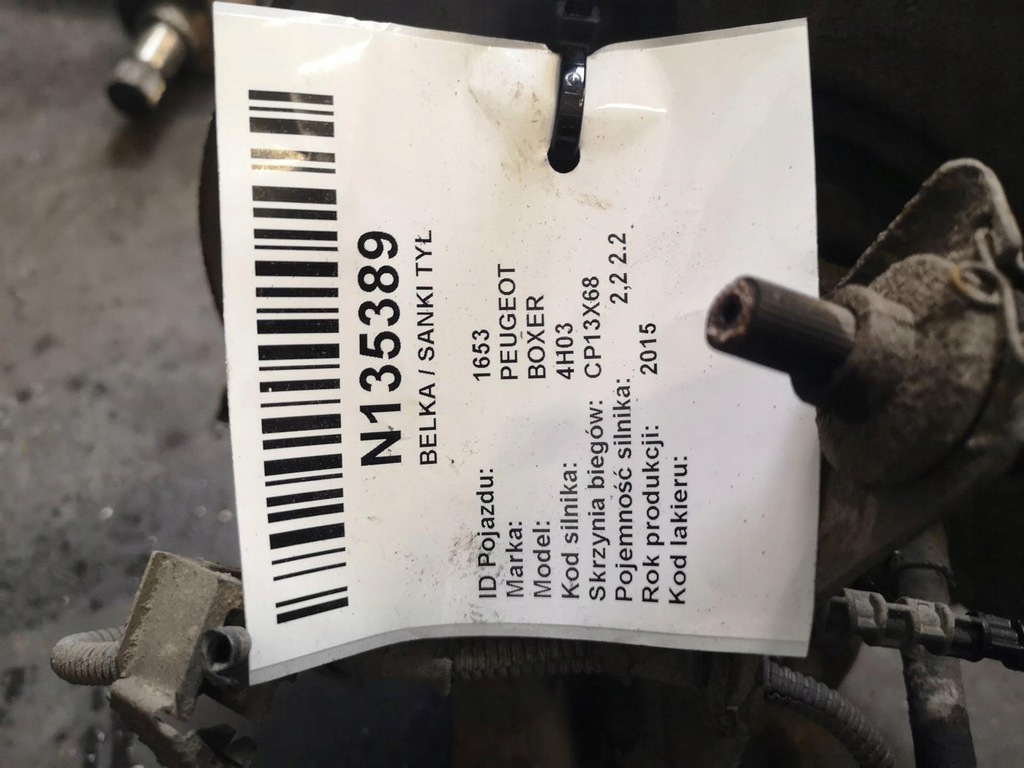 N135389
BELKA / SANKI TYŁ
ID Pojazdu: 1653
Marka: PEUGEOT
Model: BOXER
Kod silnika: 4H03
Skrzynia biegów: CP13X68
Pojemność silnika: 2,2 2.2
Rok produkcji: 2015
Kod lakieru: